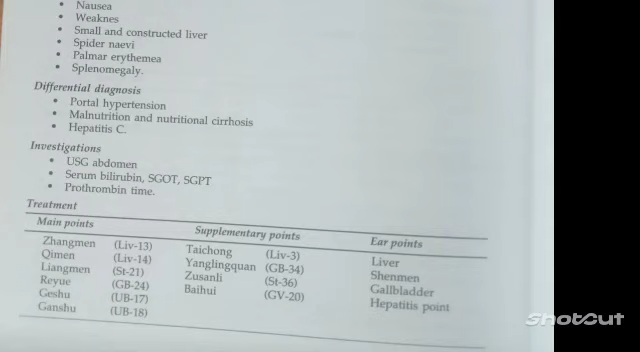 • Nausea
• Weaknes
• Small and constructed liver
• Spider naevi
• Palmar erythemea
• Splenomegaly.
Differential diagnosis
• Portal hypertension
• Malnutrition and nutritional cirrhosis
• Hepatitis C.
Investigations
• USG abdomen
• Serum bilirubin, SGOT, SGPT
• Prothrombin time.
Treatment
Main points Supplementary points Ear points
Zhangmen (Liv-13) Taichong (Liv-3) Liver
Qimen (Liv-14) Yanglingquan (GB-34) Shenmen
Liangmen (St-21) Zusanli (St-36) Gallbladder
Reyue (GB-24) Baihui (GV-20) Hepatitis point
Geshu (UB-17)
Ganshu (UB-18)
Shotcut